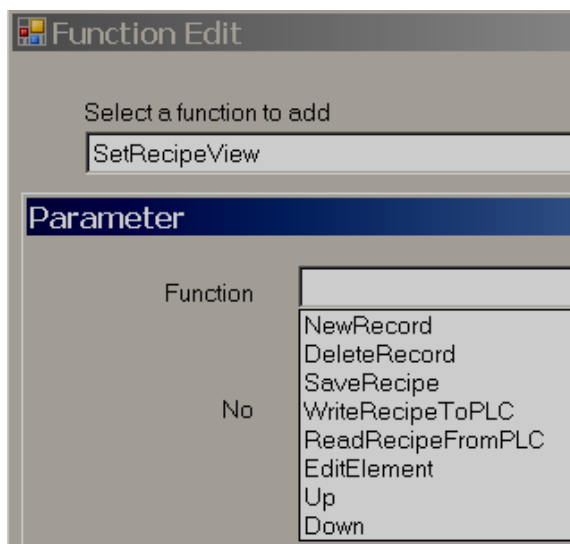 Function Edit
Select a function to add
SetRecipeView
Parameter
Function
NewRecord
DeleteRecord
SaveRecipe
No
WriteRecipeToPLC
ReadRecipeFromPLC
EditElement
Up
Down